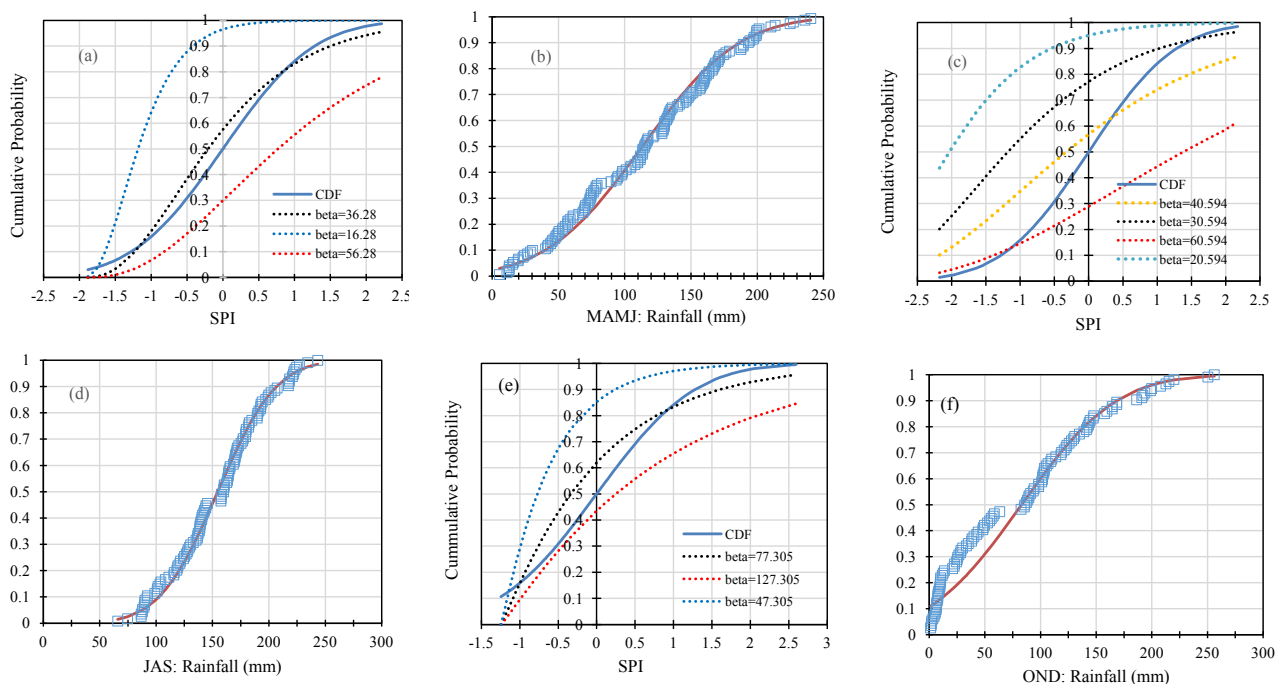 (a)
Cumulative Probability
1
0.9
0.8
0.7
0.6
0.5
0.4
0.3
0.2
0.1
0
-2.5 -2 -1.5 -1 -0.5 0 0.5 1 1.5 2 2.5
SPI
CDF
beta=36.28
beta=16.28
beta=56.28
(b)
1
0.9
0.8
0.7
0.6
0.5
0.4
0.3
0.2
0.1
0
0 50 100 150 200 250
MAMJ: Rainfall (mm)
(c)
Cumulative Probability
1
0.9
0.8
0.7
0.6
0.5
0.4
0.3
0.2
0.1
0
-2.5 -2 -1.5 -1 -0.5 0 0.5 1 1.5 2 2.5
SPI
CDF
beta=40.594
beta=30.594
beta=60.594
beta=20.594
(d)
1
0.9
0.8
0.7
0.6
0.5
0.4
0.3
0.2
0.1
0
0 50 100 150 200 250 300
JAS: Rainfall (mm)
(e)
Cummulative Probability
1
0.9
0.8
0.7
0.6
0.5
0.4
0.3
0.2
0.1
0
-1.5 -1 -0.5 0 0.5 1 1.5 2 2.5 3
SPI
CDF
beta=77.305
beta=127.305
beta=47.305
(f)
1
0.9
0.8
0.7
0.6
0.5
0.4
0.3
0.2
0.1
0
0 50 100 150 200 250 300
OND: Rainfall (mm)